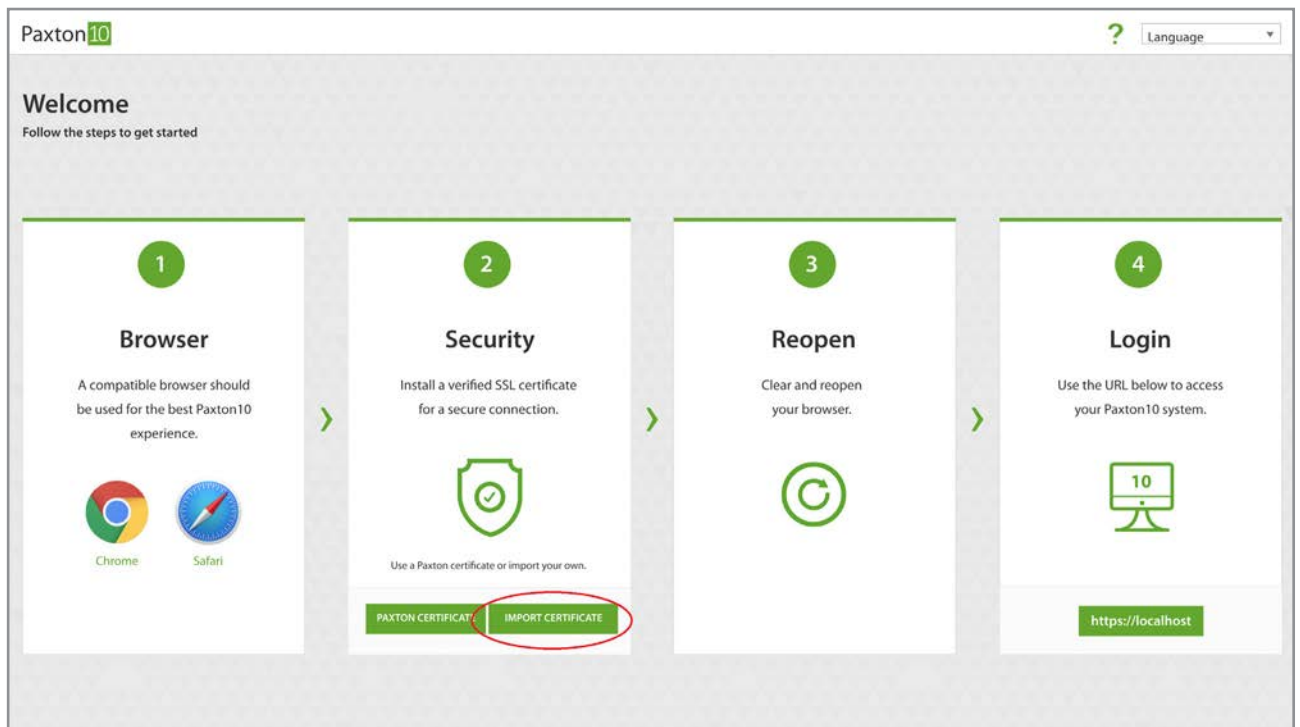 Paxton10
? Language
Welcome
Follow the steps to get started
1
Browser
A compatible browser should
be used for the best Paxton10
experience.
Chrome Safari
2
Security
Install a verified SSL certificate
for a secure connection.
Use a Paxton certificate or import your own.
PAXTON CERTIFICATE IMPORT CERTIFICATE
3
Reopen
Clear and reopen
your browser.
4
Login
Use the URL below to access
your Paxton10 system.
10
https://localhost